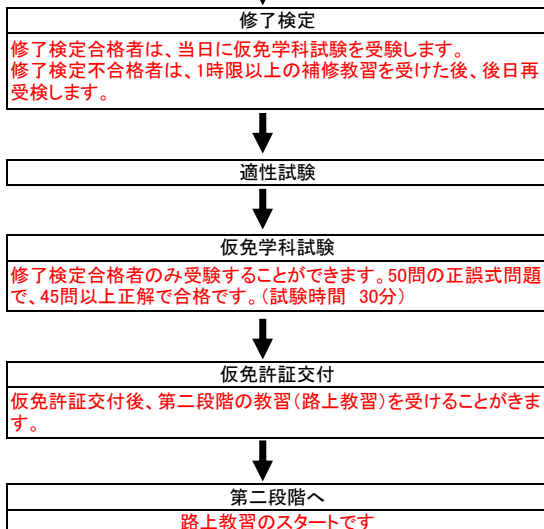 修了検定
修了検定合格者は、当日に仮免学科試験を受験します。
修了検定不合格者は、1時限以上の補修教習を受けた後、後日再
受検します。
適性試験
仮免学科試験
修了検定合格者のみ受験することができます。50問の正誤式問題
で、45問以上正解で合格です。(試験時間　30分)
仮免許証交付
仮免許証交付後、第二段階の教習(路上教習)を受けることがきま
す。
第二段階へ
路上教習のスタートです